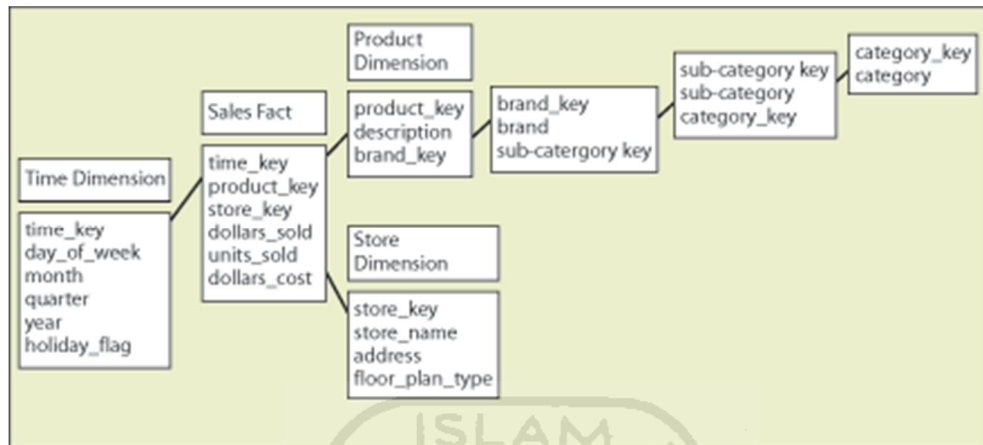 Time Dimension
time_key
day_of_week
month
quarter
year
holiday_flag
Sales Fact
time_key
product_key
store_key
dollars_sold
units_sold
dollars_cost
Product
Dimension
product_key
description
brand_key
brand_key
brand
sub-catergory key
sub-category key
sub-category
category_key
category_key
category
Store
Dimension
store_key
store_name
address
floor_plan_type
ISLAM